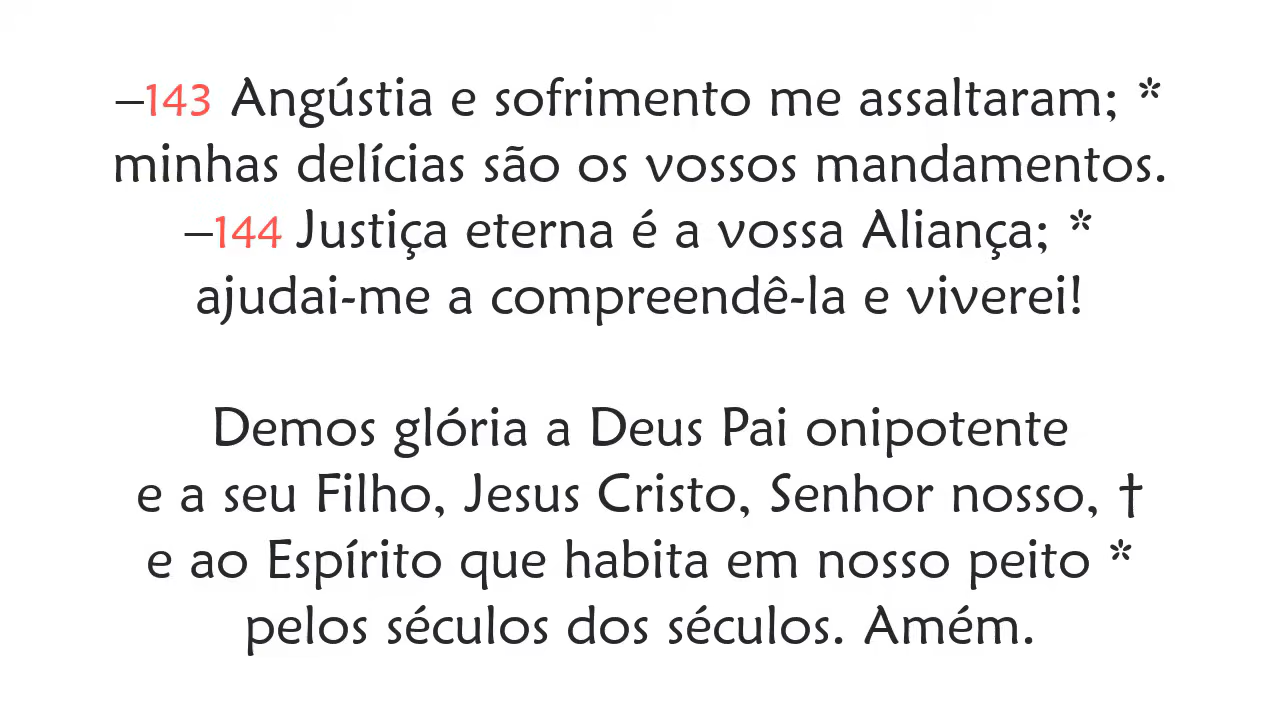 –143 Angústia e sofrimento me assaltaram; *
minhas delícias são os vossos mandamentos.
–144 Justiça eterna é a vossa Aliança; *
ajudai-me a compreendê-la e viverei!
Demos glória a Deus Pai onipotente
e a seu Filho, Jesus Cristo, Senhor nosso, †
e ao Espírito que habita em nosso peito *
pelos séculos dos séculos. Amém.